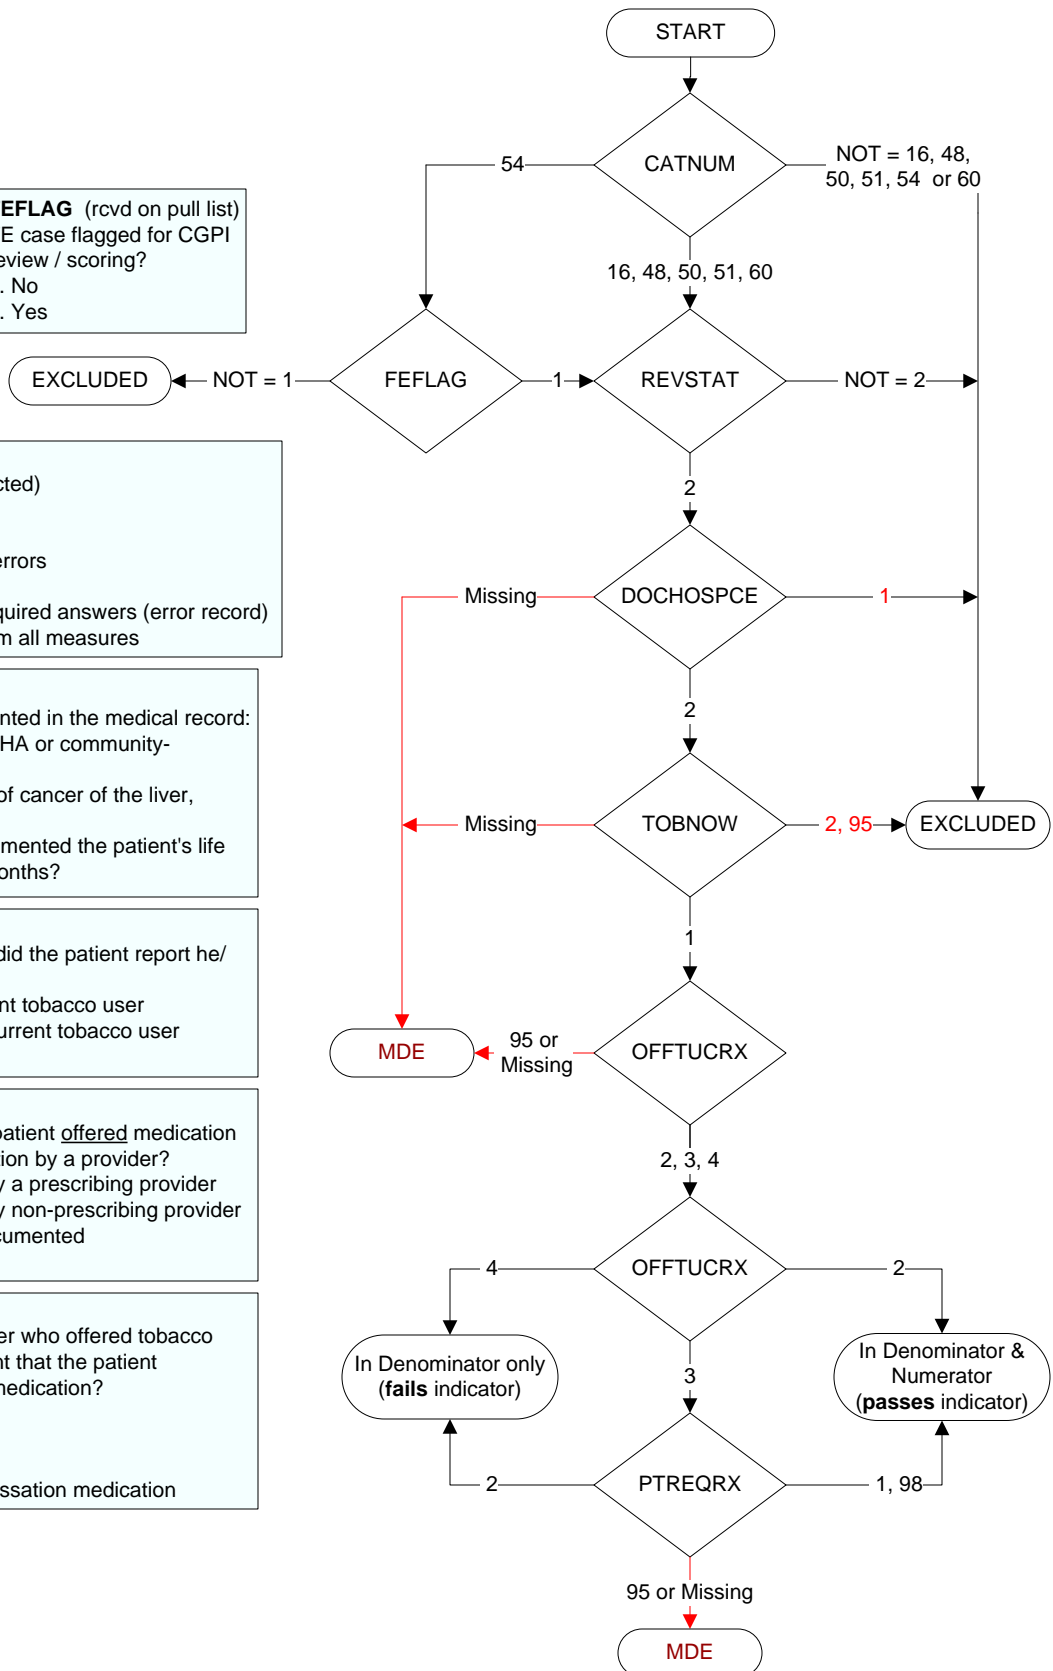 START
CATNUM
54
NOT = 16, 48,
50, 51, 54 or 60
16, 48, 50, 51, 60
EFLAG (rcvd on pull list)
E case flagged for CGPI
eview / scoring?
. No
. Yes
EXCLUDED
NOT = 1
FEFLAG
1
REVSTAT
NOT = 2
2
cted)
errors
quired answers (error record)
m all measures
Missing
DOCHOSPCE
1
2
nted in the medical record:
HA or community-
of cancer of the liver,
mented the patient's life
onths?
Missing
TOBNOW
2, 95
EXCLUDED
1
did the patient report he/
nt tobacco user
urrent tobacco user
MDE
95 or
Missing
OFFTUCRX
2, 3, 4
patient offered medication
tion by a provider?
y a prescribing provider
y non-prescribing provider
cumented
4
OFFTUCRX
2
3
er who offered tobacco
nt that the patient
nedication?
ssation medication
In Denominator only
(fails indicator)
In Denominator &
Numerator
(passes indicator)
2
PTREQRX
1, 98
95 or Missing
MDE